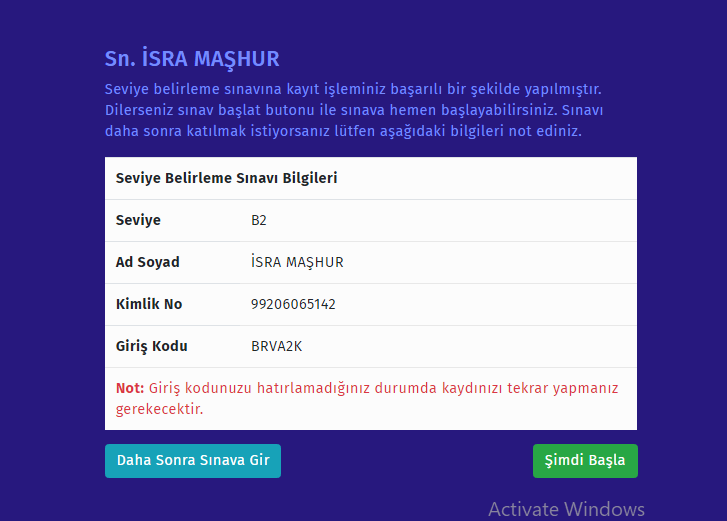 Sn. İSRA MAŞHUR
Seviye belirleme sınavına kayıt işleminiz başarılı bir şekilde yapılmıştır.
Dilerseniz sınav başlat butonu ile sınava hemen başlayabilirsiniz. Sınavı
daha sonra katılmak istiyorsanız lütfen aşağıdaki bilgileri not ediniz.
Seviye Belirleme Sınavı Bilgileri
Seviye B2
Ad Soyad İSRA MAŞHUR
Kimlik No 99206065142
Giriş Kodu BRVA2K
Not: Giriş kodunuzu hatırlamadığınız durumda kaydınızı tekrar yapmanız
gerekecektir.
Daha Sonra Sınava Gir Şimdi Başla
Activate Windows